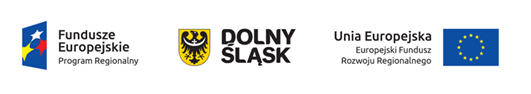 Fundusze
Europejskie
Program Regionalny
DOLNY
ŚLĄSK
Unia Europejska
Europejski Fundusz
Rozwoju Regionalnego